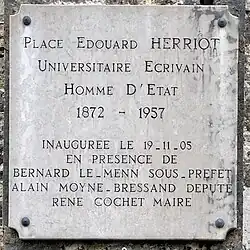 PLACE EDOUARD HERRIOT
UNIVERSITAIRE ECRIVAIN
HOMME D'ETAT
1872 - 1957
INAUGUREE LE 19-11-05
EN PRESENCE DE
BERNARD LE-MENN SOUS-PREFET
ALAIN MOYNE-BRESSAND DEPUTE
RENE COCHET MAIRE